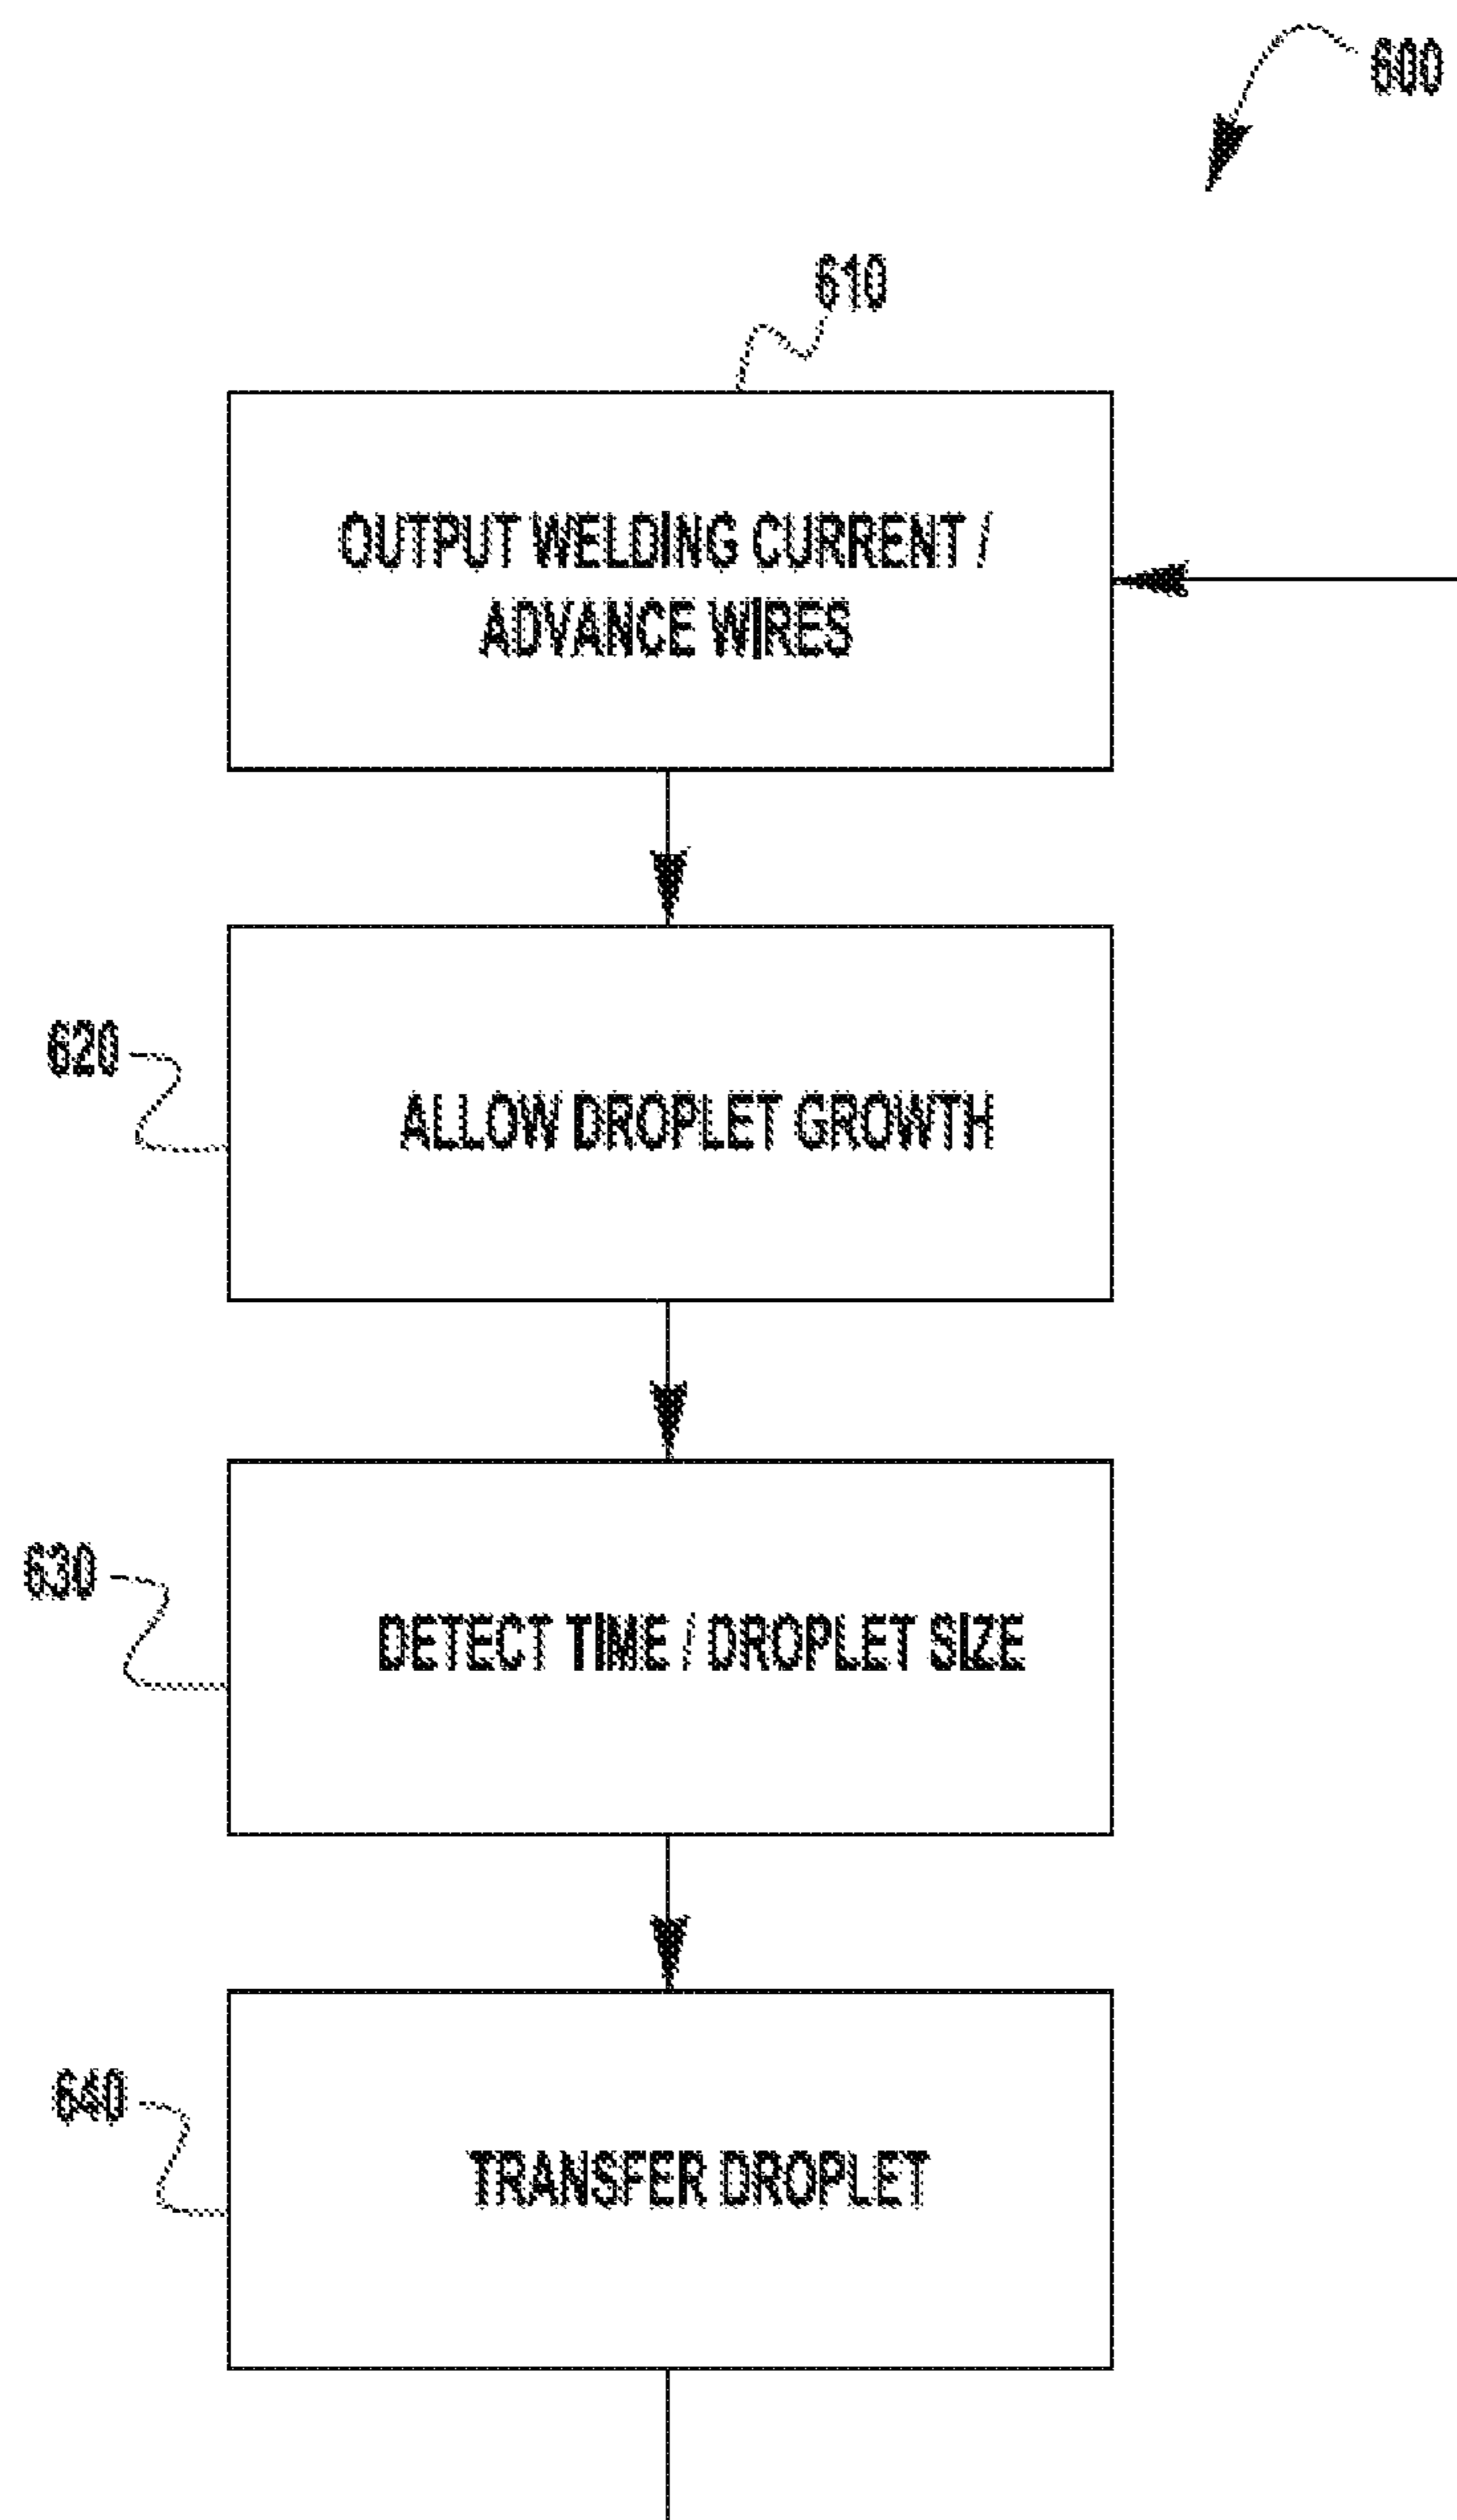 600
610
OUTPUT WELDING CURRENT /
ADVANCE WIRES
620
ALLOW DROPLET GROWTH
630
DETECT TIME / DROPLET SIZE
640
TRANSFER DROPLET